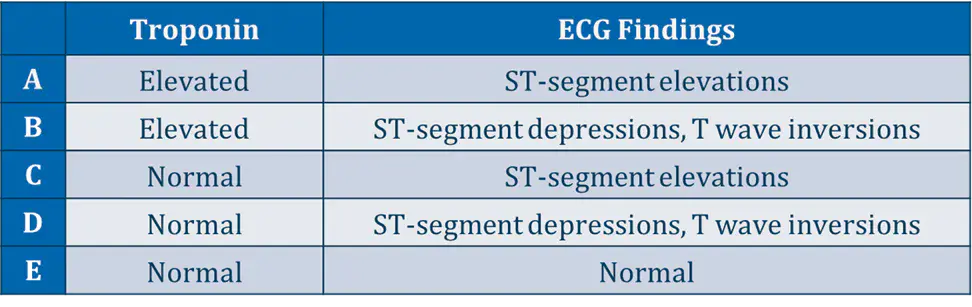 Troponin ECG Findings
A Elevated ST-segment elevations
B Elevated ST-segment depressions, T wave inversions
C Normal ST-segment elevations
D Normal ST-segment depressions, T wave inversions
E Normal Normal